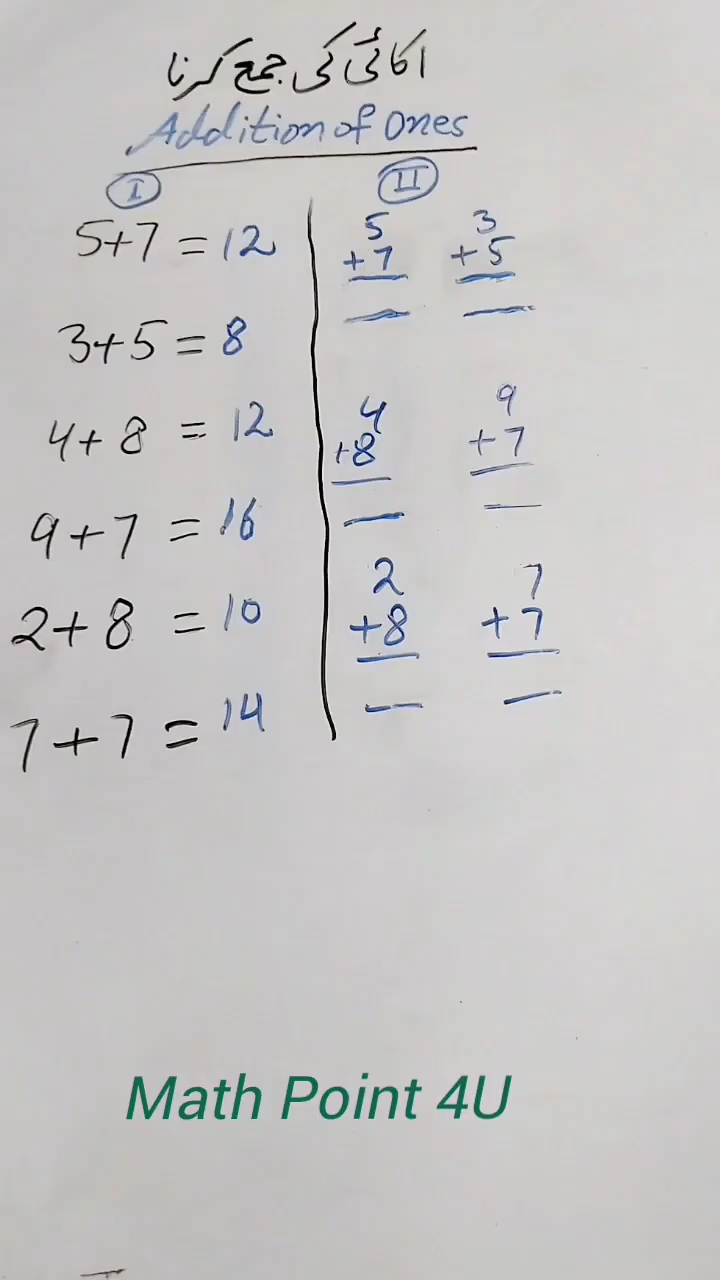 اکائی کی جمع کرنا
Addition of Ones
I
5+7 = 12
3+5 = 8
4+8 = 12
9+7 = 16
2+8 = 10
7+7 = 14
II
5 3
+7 +5
4 9
+8 +7
2 7
+8 +7
Math Point 4U